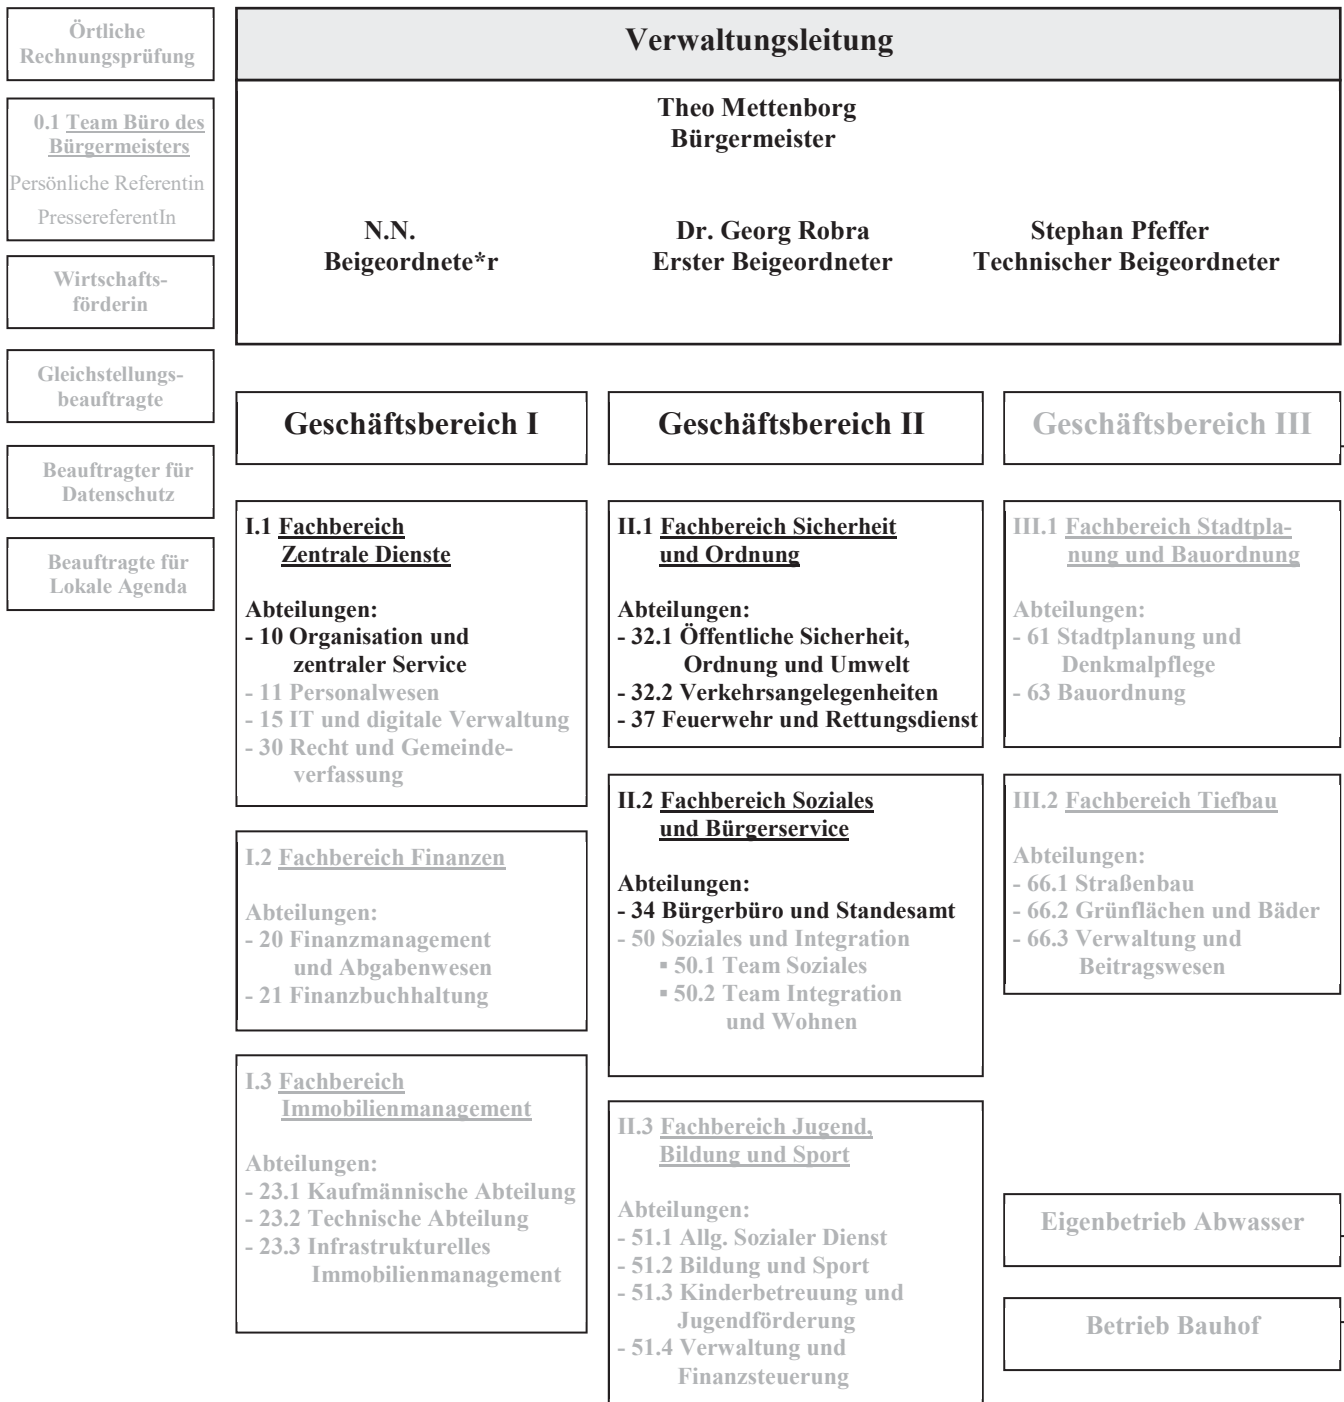 Örtliche
Rechnungsprüfung
0.1 Team Büro des
Bürgermeisters
Persönliche Referentin
PressereferentIn
Wirtschafts-
förderin
Gleichstellungs-
beauftragte
Beauftragter für
Datenschutz
Beauftragte für
Lokale Agenda
Verwaltungsleitung
Theo Mettenborg
Bürgermeister
N.N.
Beigeordnete*r
Dr. Georg Robra
Erster Beigeordneter
Stephan Pfeffer
Technischer Beigeordneter
Geschäftsbereich I
I.1 Fachbereich
Zentrale Dienste
Abteilungen:
- 10 Organisation und
zentraler Service
- 11 Personalwesen
- 15 IT und digitale Verwaltung
- 30 Recht und Gemeinde-
verfassung
I.2 Fachbereich Finanzen
Abteilungen:
- 20 Finanzmanagement
und Abgabenwesen
- 21 Finanzbuchhaltung
I.3 Fachbereich
Immobilienmanagement
Abteilungen:
- 23.1 Kaufmännische Abteilung
- 23.2 Technische Abteilung
- 23.3 Infrastrukturelles
Immobilienmanagement
Geschäftsbereich II
II.1 Fachbereich Sicherheit
und Ordnung
Abteilungen:
- 32.1 Öffentliche Sicherheit,
Ordnung und Umwelt
- 32.2 Verkehrsangelegenheiten
- 37 Feuerwehr und Rettungsdienst
II.2 Fachbereich Soziales
und Bürgerservice
Abteilungen:
- 34 Bürgerbüro und Standesamt
- 50 Soziales und Integration
▪ 50.1 Team Soziales
▪ 50.2 Team Integration
und Wohnen
II.3 Fachbereich Jugend,
Bildung und Sport
Abteilungen:
- 51.1 Allg. Sozialer Dienst
- 51.2 Bildung und Sport
- 51.3 Kinderbetreuung und
Jugendförderung
- 51.4 Verwaltung und
Finanzsteuerung
Geschäftsbereich III
III.1 Fachbereich Stadtpla-
nung und Bauordnung
Abteilungen:
- 61 Stadtplanung und
Denkmalpflege
- 63 Bauordnung
III.2 Fachbereich Tiefbau
Abteilungen:
- 66.1 Straßenbau
- 66.2 Grünflächen und Bäder
- 66.3 Verwaltung und
Beitragswesen
Eigenbetrieb Abwasser
Betrieb Bauhof